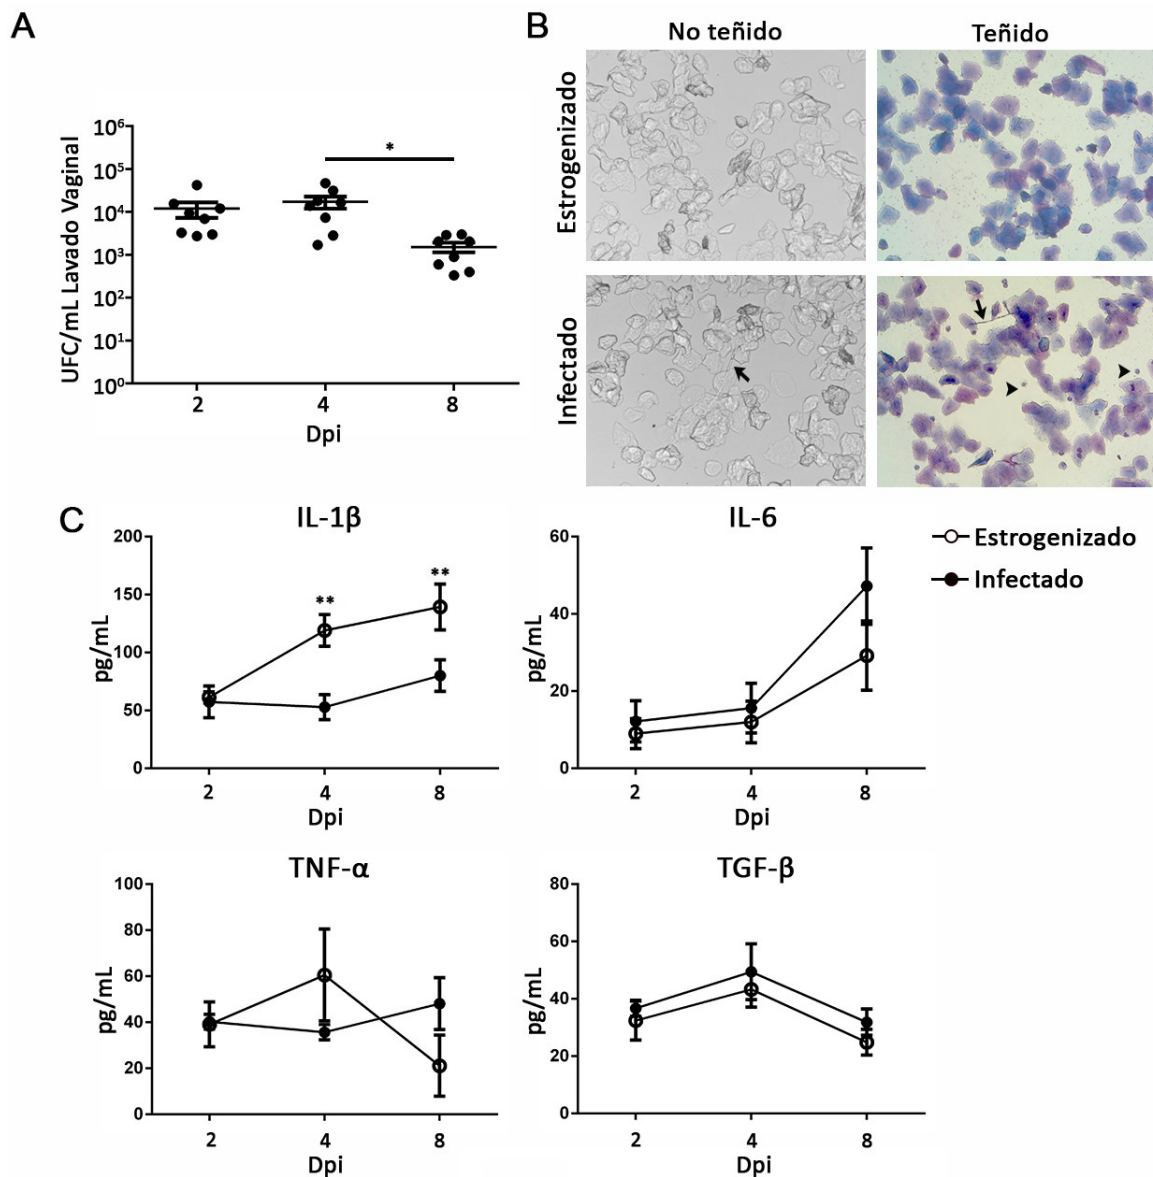 A
UFC/mL Lavado Vaginal
10⁶
10⁵
10⁴
10³
10²
10¹
10⁰
*
2 4 8
Dpi
B
No teñido Teñido
Estrogenizado
Infectado
C
IL-1β
pg/mL
200
150
100
50
0
** **
2 4 8
Dpi
IL-6
pg/mL
60
40
20
0
2 4 8
Dpi
Estrogenizado
Infectado
TNF-α
pg/mL
100
80
60
40
20
0
2 4 8
Dpi
TGF-β
pg/mL
80
60
40
20
0
2 4 8
Dpi